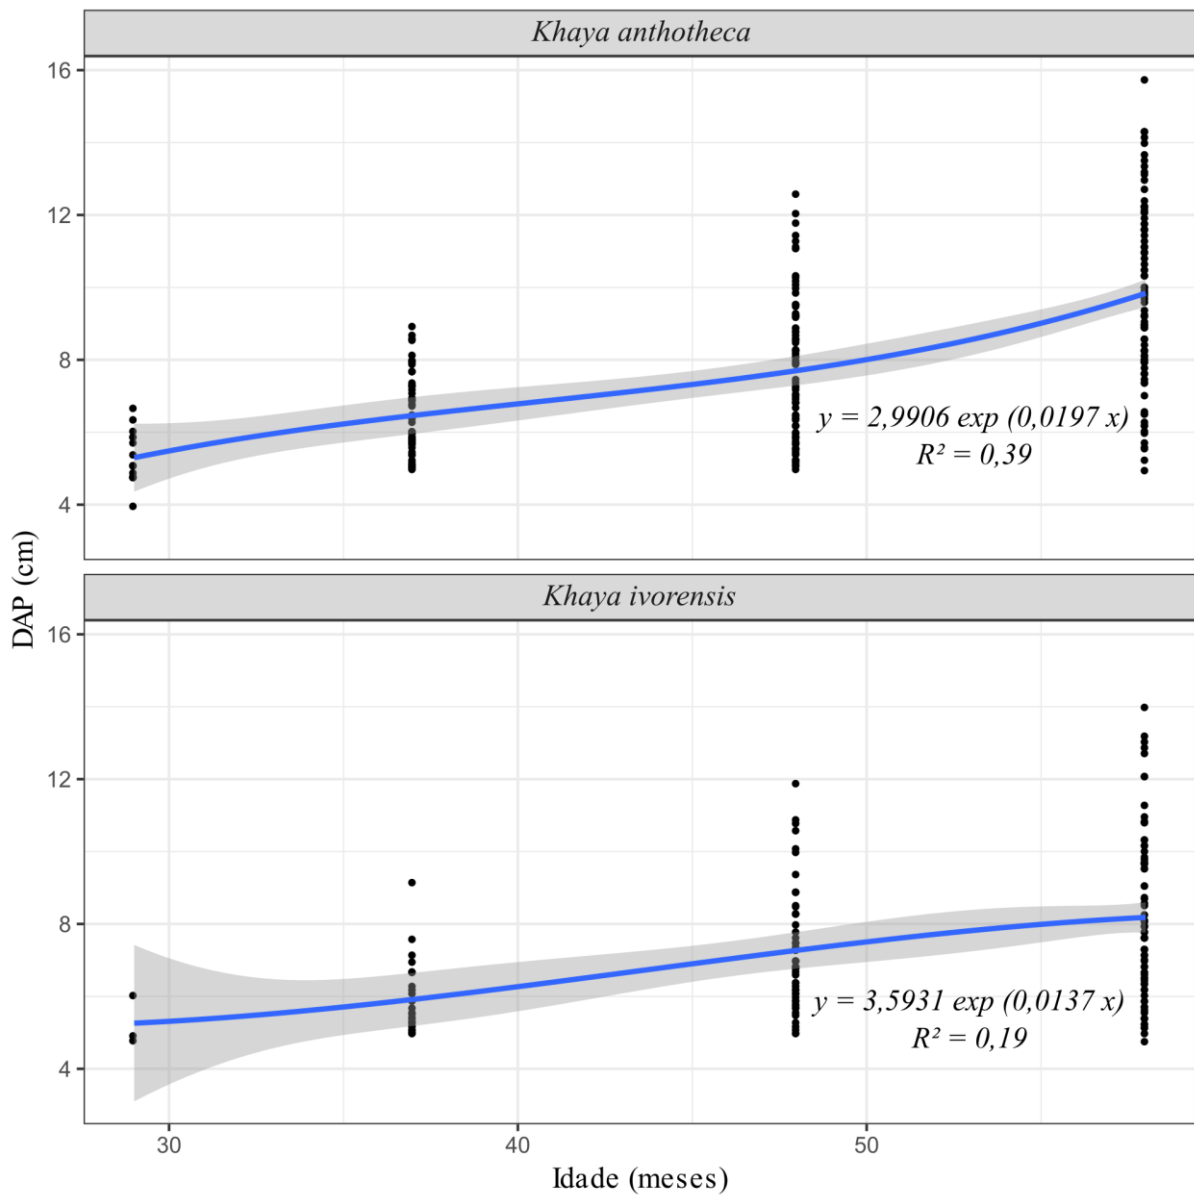 Khaya anthotheca
16
12
8
4
y = 2,9906 exp (0,0197 x)
R² = 0,39
DAP (cm)
Khaya ivorensis
16
12
8
4
y = 3,5931 exp (0,0137 x)
R² = 0,19
30 40 50
Idade (meses)